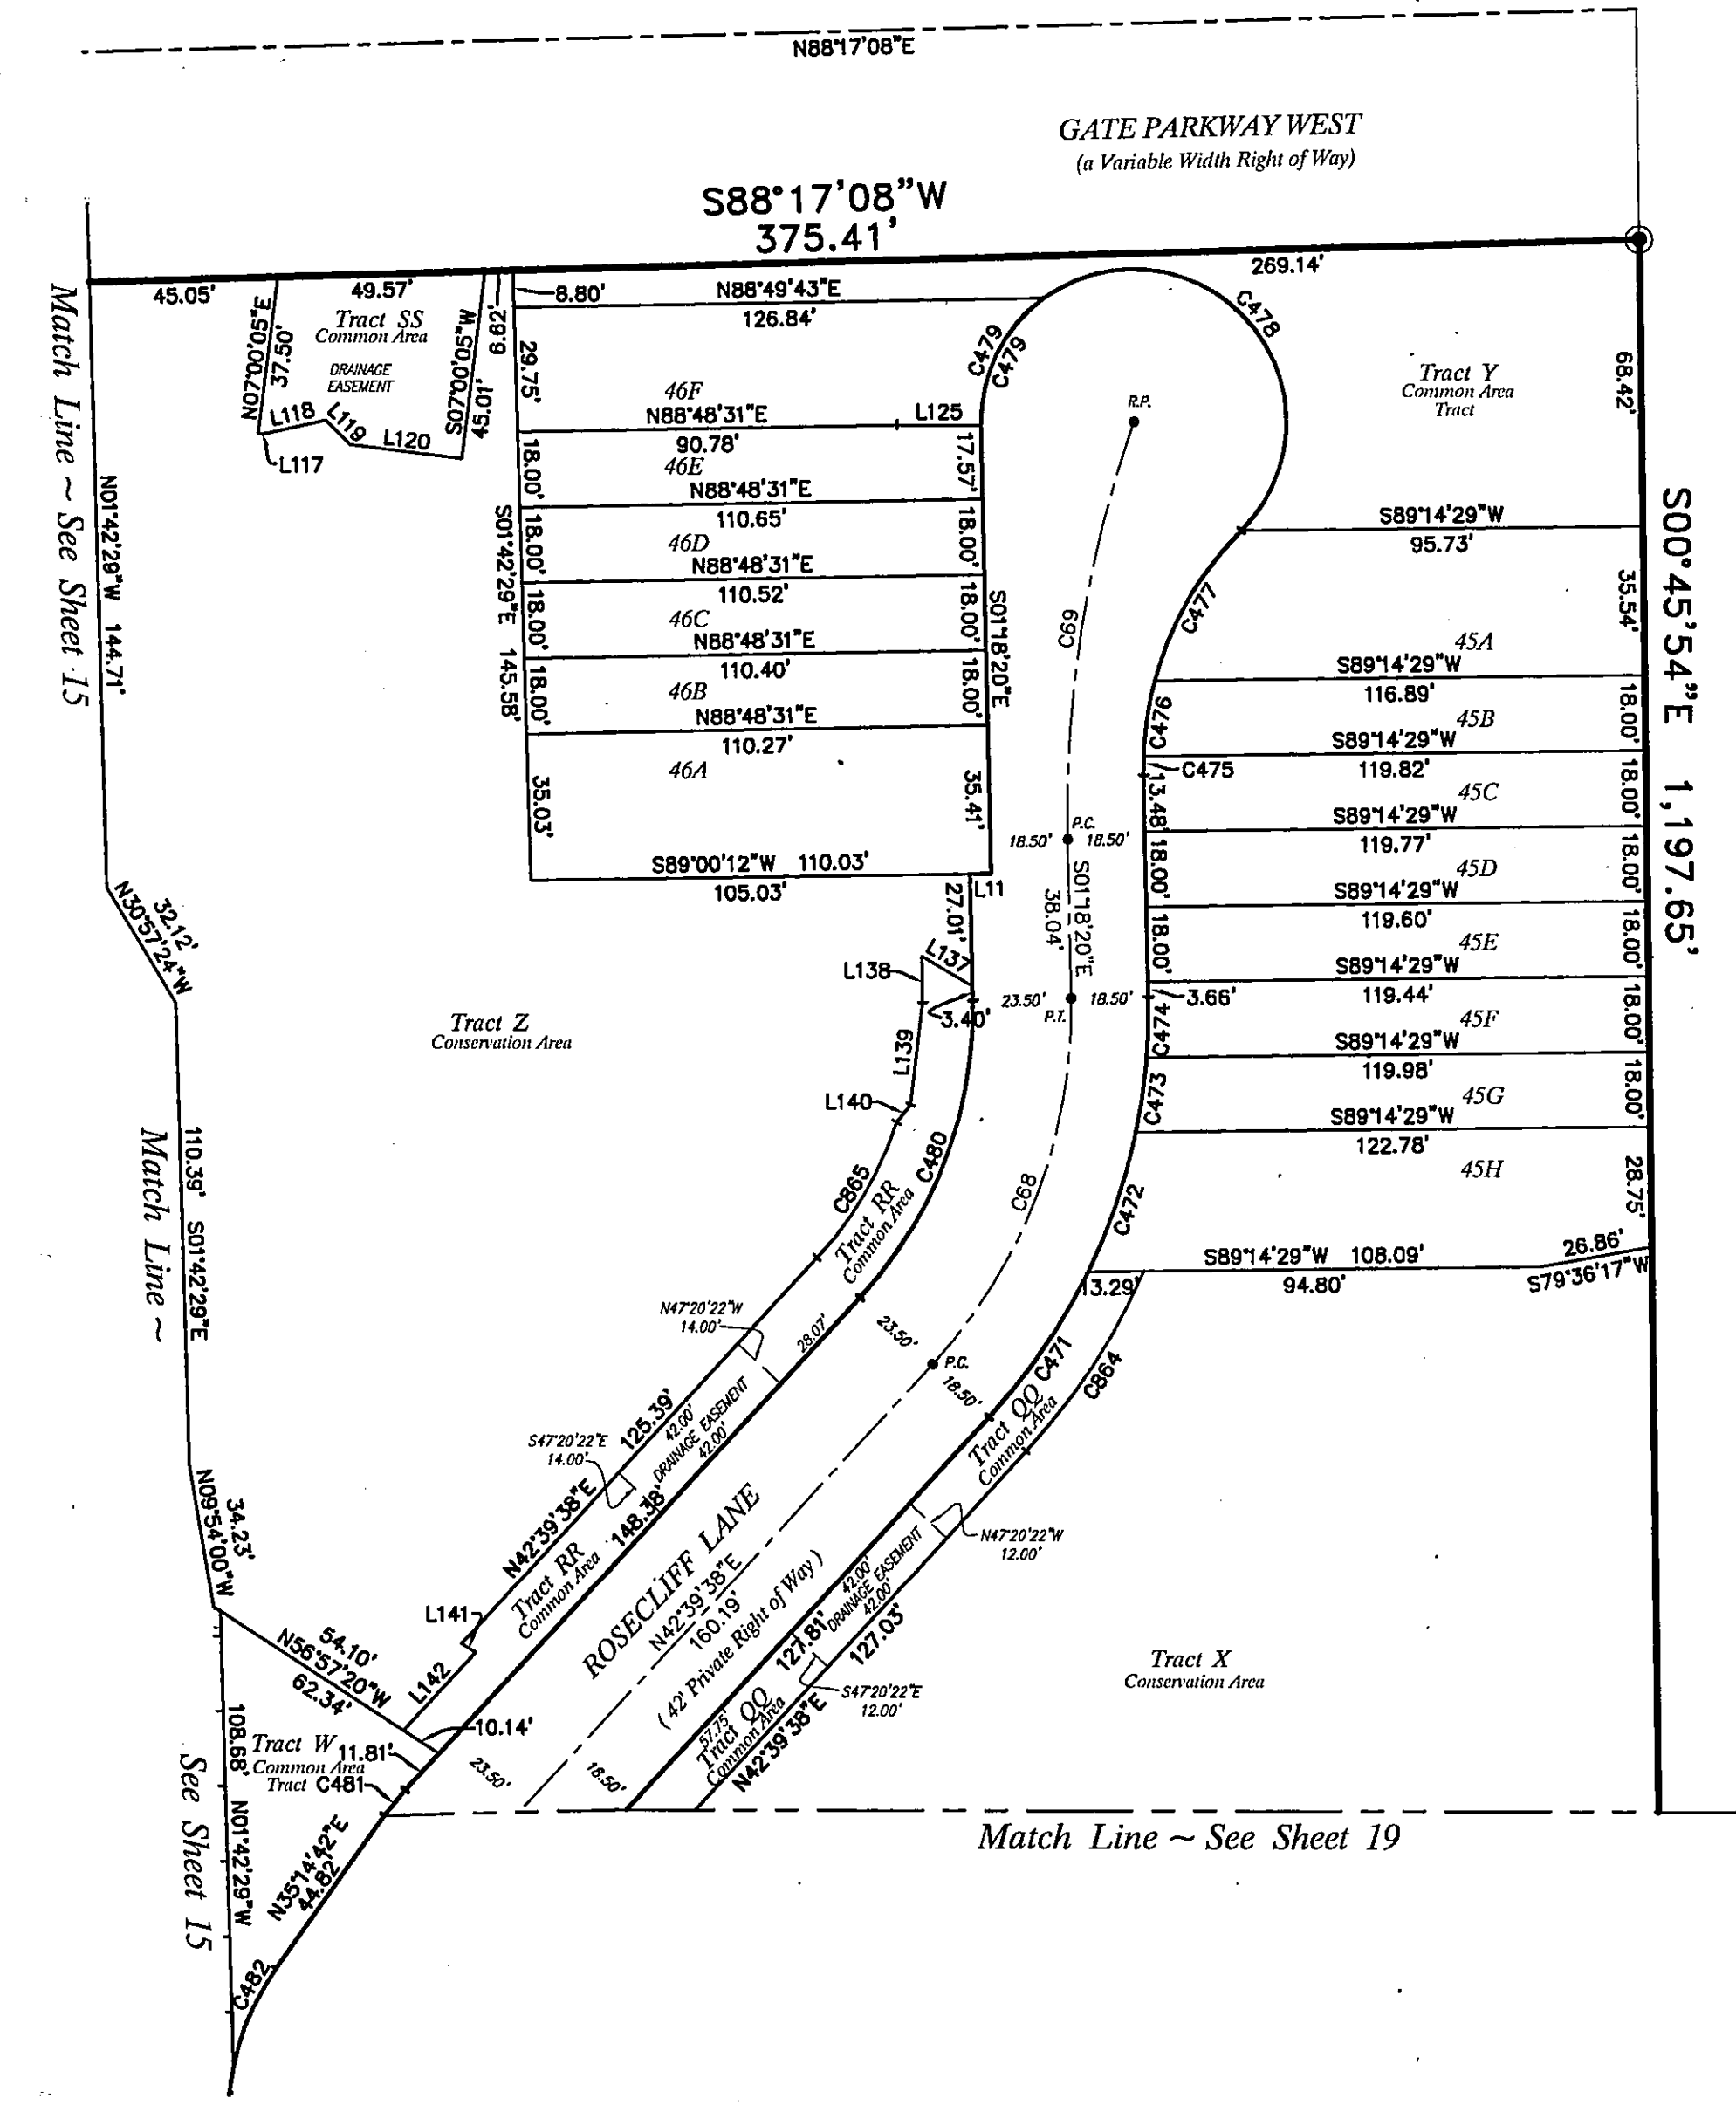 N88°17'08"E
GATE PARKWAY WEST
(a Variable Width Right of Way)
S88°17'08"W
375.41'
269.14'
45.05'
49.57'
8.80'
6.62'
N88°49'43"E
126.84'
Tract SS
Common Area
DRAINAGE
EASEMENT
N07°00'05"E
37.50'
S07°00'05"W
45.01'
L118
L119
L120
L117
29.75'
46F
N88°48'31"E
L125
90.78'
46E
N88°48'31"E
110.65'
46D
N88°48'31"E
110.52'
46C
N88°48'31"E
110.40'
46B
N88°48'31"E
110.27'
46A
18.00'
18.00'
18.00'
18.00'
35.03'
S01°42'29"E 145.58'
17.57'
18.00'
18.00'
18.00'
35.41'
S01°18'20"E
S89°00'12"W 110.03'
105.03'
L11
27.01'
C479
C479
C478
R.P.
C69
C477
C476
C475
13.48'
18.00'
18.00'
3.66'
C474
C473
C472
Tract Y
Common Area
Tract
68.42'
S89°14'29"W
95.73'
35.54'
45A
S89°14'29"W
116.89'
45B
18.00'
S89°14'29"W
119.82'
45C
18.00'
S89°14'29"W
119.77'
45D
18.00'
S89°14'29"W
119.60'
45E
18.00'
S89°14'29"W
119.44'
45F
18.00'
S89°14'29"W
119.98'
45G
18.00'
S89°14'29"W
122.78'
45H
28.75'
S89°14'29"W 108.09'
13.29'
94.80'
26.86'
S79°36'17"W
S00°45'54"E 1,197.65'
P.C.
18.50'
18.50'
S01°18'20"E
38.04'
23.50'
18.50'
P.T.
L137
L138
3.40'
L139
L140
C865
C480
Tract RR
Common Area
C68
Match Line ~ See Sheet 15
N01°42'29"W 144.71'
N30°57'24"W
32.12'
Tract Z
Conservation Area
Match Line ~
110.39' S01°42'29"E
N09°54'00"W
34.23'
N47°20'22"W
14.00'
28.07'
23.50'
P.C.
18.50'
C471
C864
Tract QQ
Common Area
125.39'
42.00'
DRAINAGE EASEMENT
42.00'
S47°20'22"E
14.00'
N42°39'38"E
148.38'
Tract RR
Common Area
L141
L142
ROSECLIFF LANE
N42°39'38"E
160.19'
( 42' Private Right of Way )
N47°20'22"W
12.00'
42.00'
DRAINAGE EASEMENT
42.00'
127.81'
127.03'
S47°20'22"E
12.00'
57.75'
Tract QQ
Common Area
N42°39'38"E
Tract X
Conservation Area
54.10'
N56°57'20"W
62.34'
10.14'
11.81'
Tract W
Common Area
Tract
C481
23.50'
18.50'
108.68' N01°42'29"W
See Sheet 15
N35°14'42"E
44.82'
C482
Match Line ~ See Sheet 19